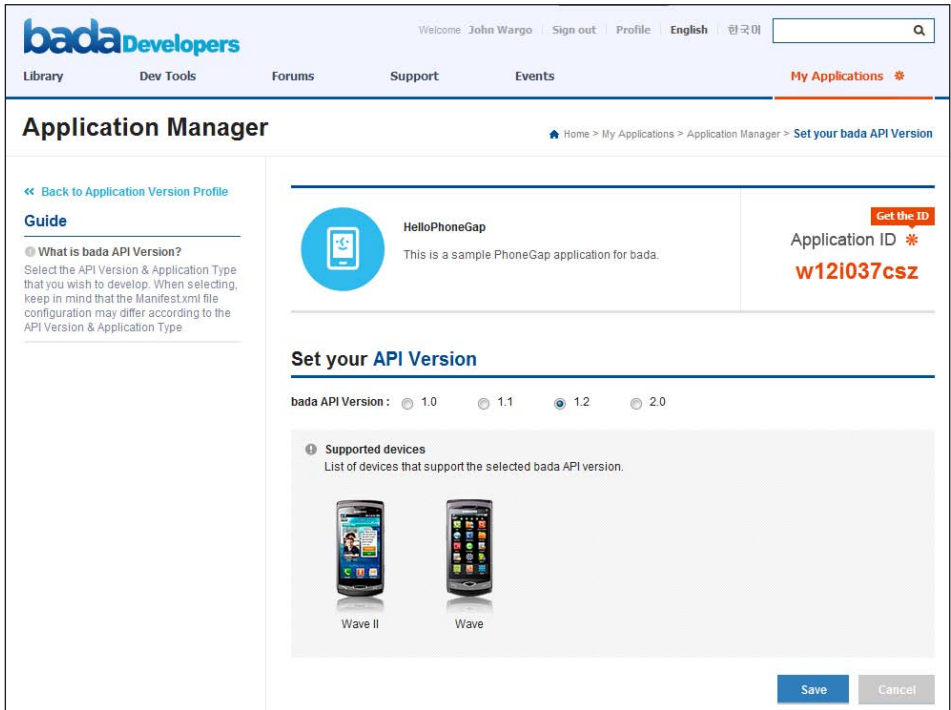 bada Developers
Welcome John Wargo | Sign out | Profile | English | 한국어
Library Dev Tools Forums Support Events My Applications
Application Manager
Home > My Applications > Application Manager > Set your bada API Version
Back to Application Version Profile
Guide
What is bada API Version?
Select the API Version & Application Type
that you wish to develop. When selecting,
keep in mind that the Manifest.xml file
configuration may differ according to the
API Version & Application Type
HelloPhoneGap
This is a sample PhoneGap application for bada.
Get the ID
Application ID
w12i037csz
Set your API Version
bada API Version : 1.0 1.1 1.2 2.0
Supported devices
List of devices that support the selected bada API version.
Wave II Wave
Save Cancel